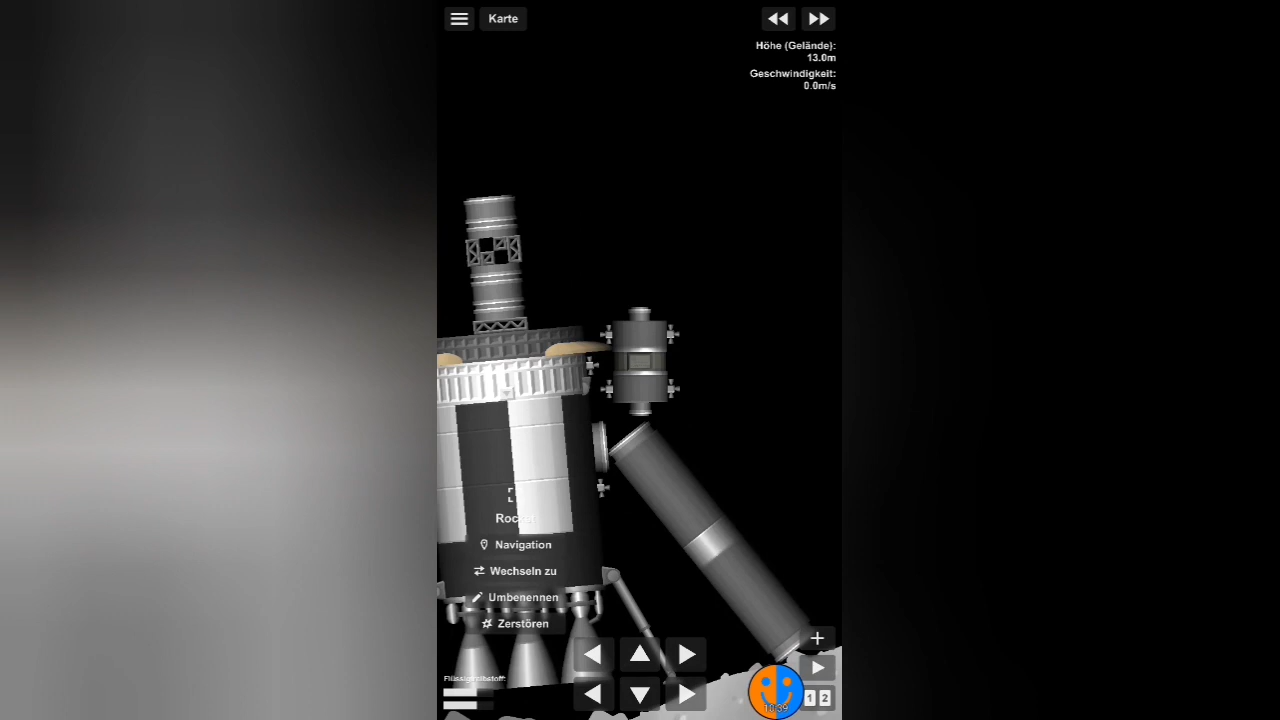 Karte
Höhe (Gelände):
13.0m
Geschwindigkeit:
0.0m/s
Navigation
Wechseln zu
Umbenennen
Zerstören
1 2